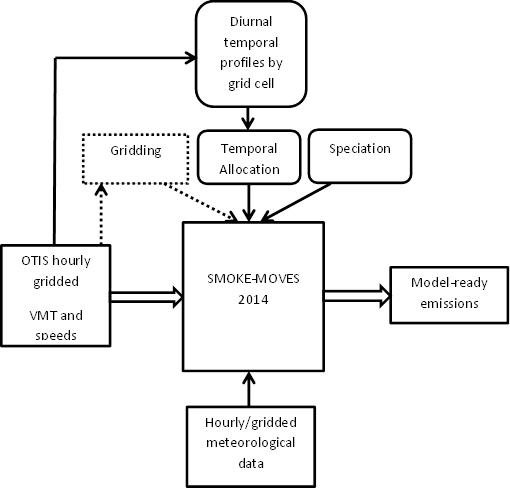 Diurnal
temporal
profiles by
grid cell
Gridding
Temporal
Allocation
Speciation
OTIS hourly
gridded
VMT and
speeds
SMOKE-MOVES
2014
Model-ready
emissions
Hourly/gridded
meteorological
data